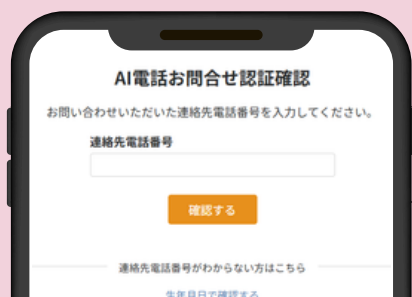 AI電話お問合せ認証確認
お問い合わせいただいた連絡先電話番号を入力してください。
連絡先電話番号
確認する
連絡先電話番号がわからない方はこちら
生年月日で確認する